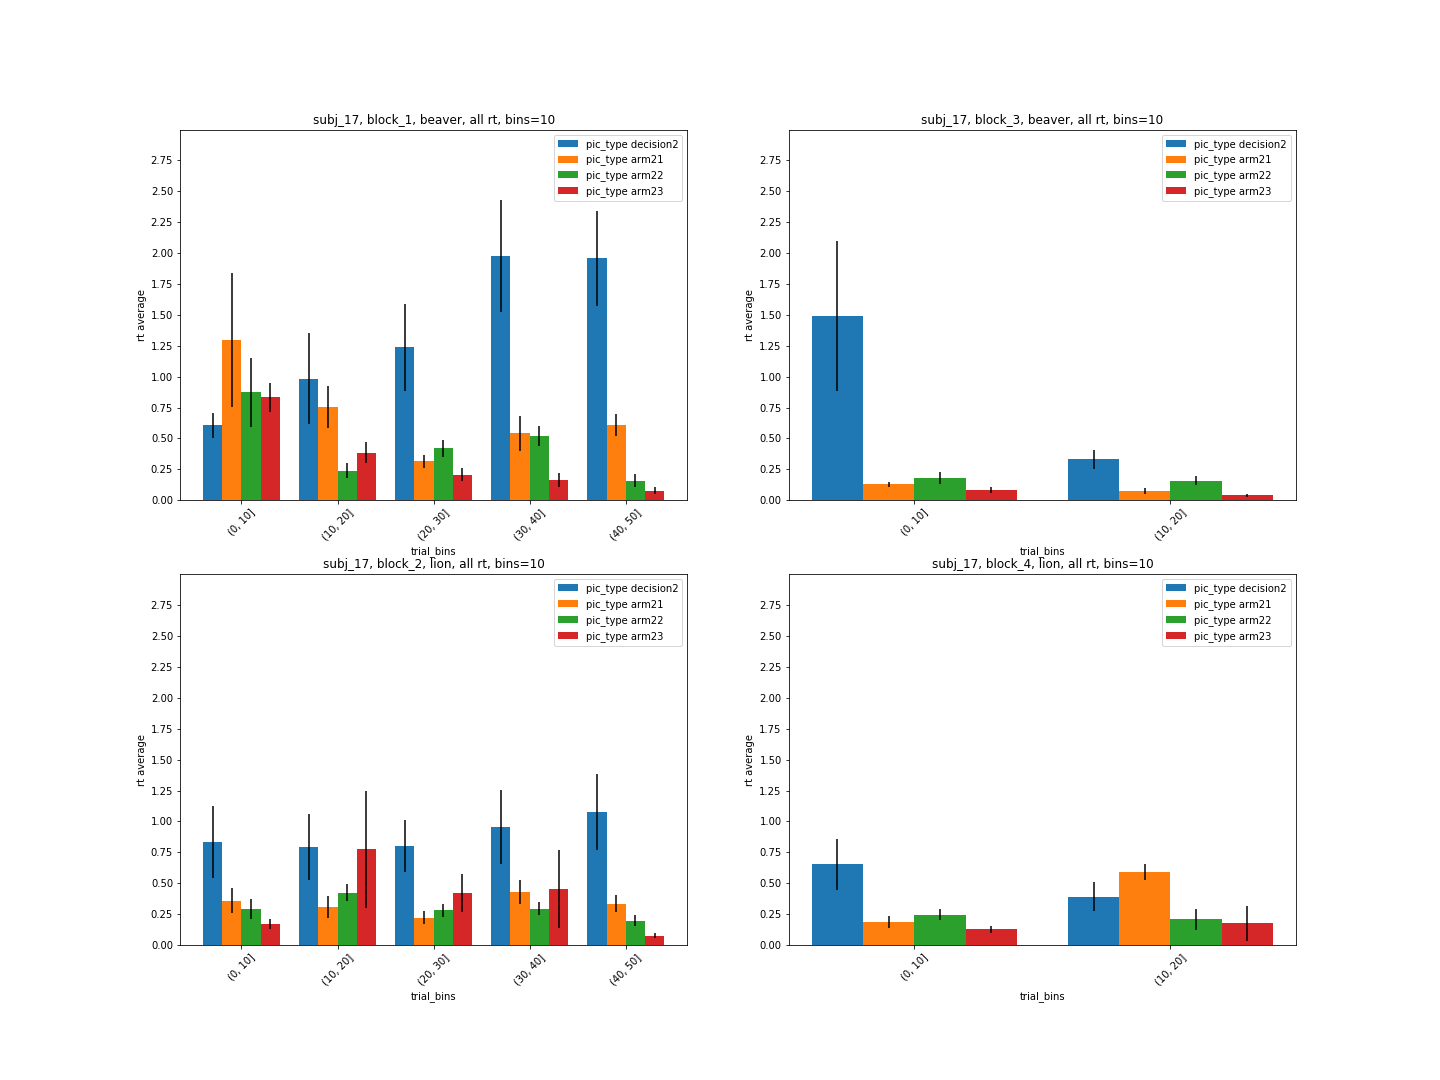 subj_17, block_1, beaver, all rt, bins=10
pic_type decision2
pic_type arm21
pic_type arm22
pic_type arm23
2.75
2.50
2.25
2.00
1.75
1.50
1.25
1.00
0.75
0.50
0.25
0.00
rt average
(0, 10]
(10, 20]
(20, 30]
(30, 40]
(40, 50]
trial_bins
subj_17, block_3, beaver, all rt, bins=10
pic_type decision2
pic_type arm21
pic_type arm22
pic_type arm23
2.75
2.50
2.25
2.00
1.75
1.50
1.25
1.00
0.75
0.50
0.25
0.00
rt average
(0, 10]
(10, 20]
trial_bins
subj_17, block_2, lion, all rt, bins=10
pic_type decision2
pic_type arm21
pic_type arm22
pic_type arm23
2.75
2.50
2.25
2.00
1.75
1.50
1.25
1.00
0.75
0.50
0.25
0.00
rt average
(0, 10]
(10, 20]
(20, 30]
(30, 40]
(40, 50]
trial_bins
subj_17, block_4, lion, all rt, bins=10
pic_type decision2
pic_type arm21
pic_type arm22
pic_type arm23
2.75
2.50
2.25
2.00
1.75
1.50
1.25
1.00
0.75
0.50
0.25
0.00
rt average
(0, 10]
(10, 20]
trial_bins